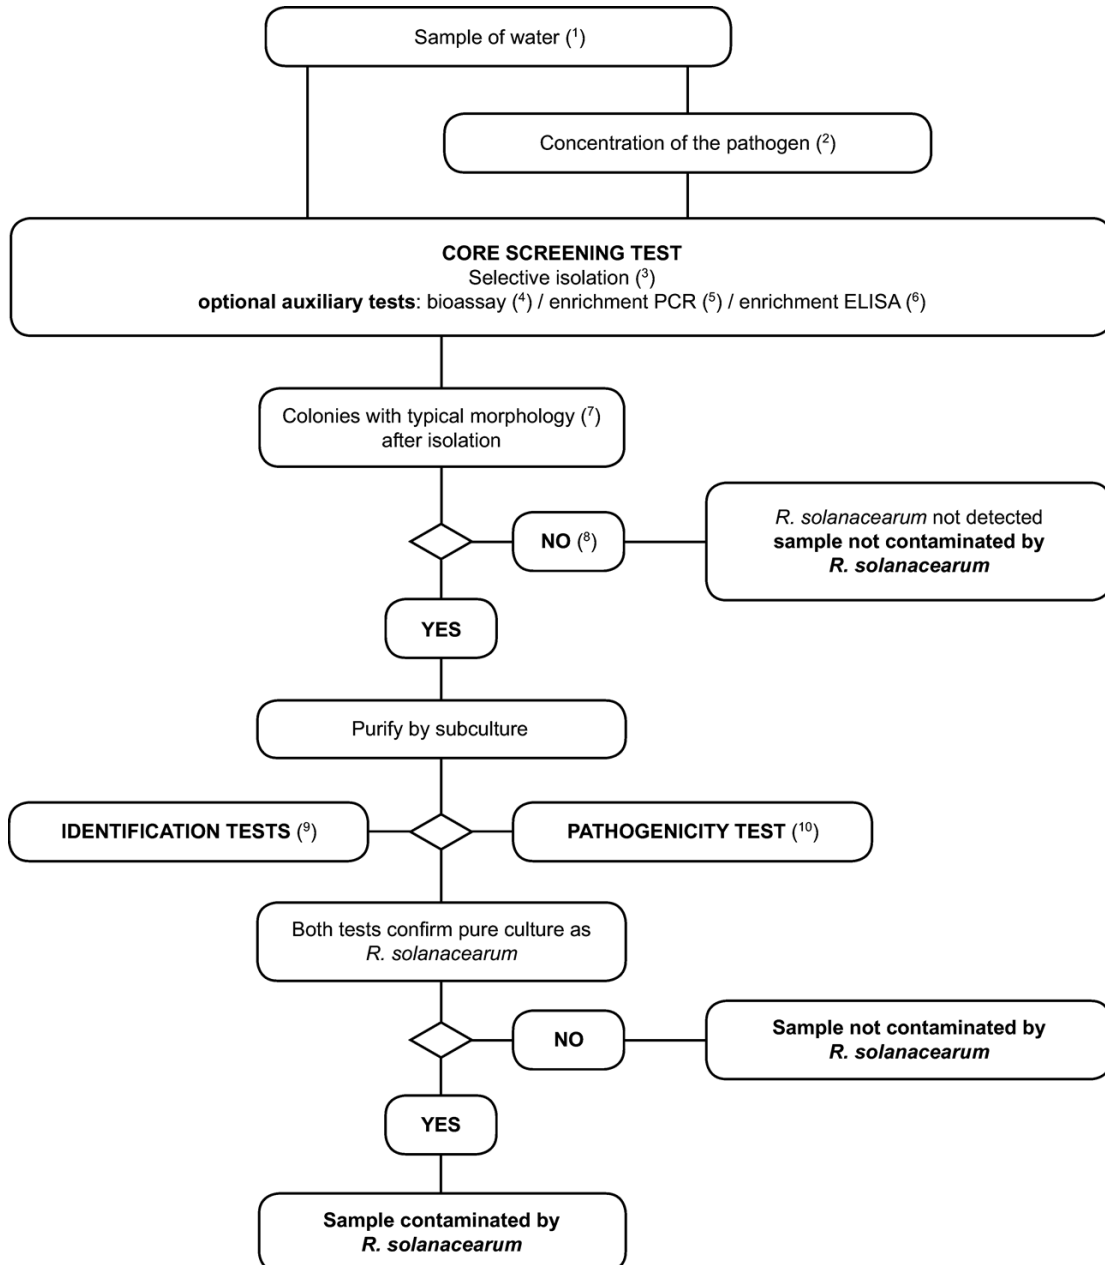 Sample of water (¹)
Concentration of the pathogen (²)
CORE SCREENING TEST
Selective isolation (³)
optional auxiliary tests: bioassay (⁴) / enrichment PCR (⁵) / enrichment ELISA (⁶)
Colonies with typical morphology (⁷)
after isolation
NO (⁸)
R. solanacearum not detected
sample not contaminated by
R. solanacearum
YES
Purify by subculture
IDENTIFICATION TESTS (⁹)
PATHOGENICITY TEST (¹⁰)
Both tests confirm pure culture as
R. solanacearum
NO
Sample not contaminated by
R. solanacearum
YES
Sample contaminated by
R. solanacearum